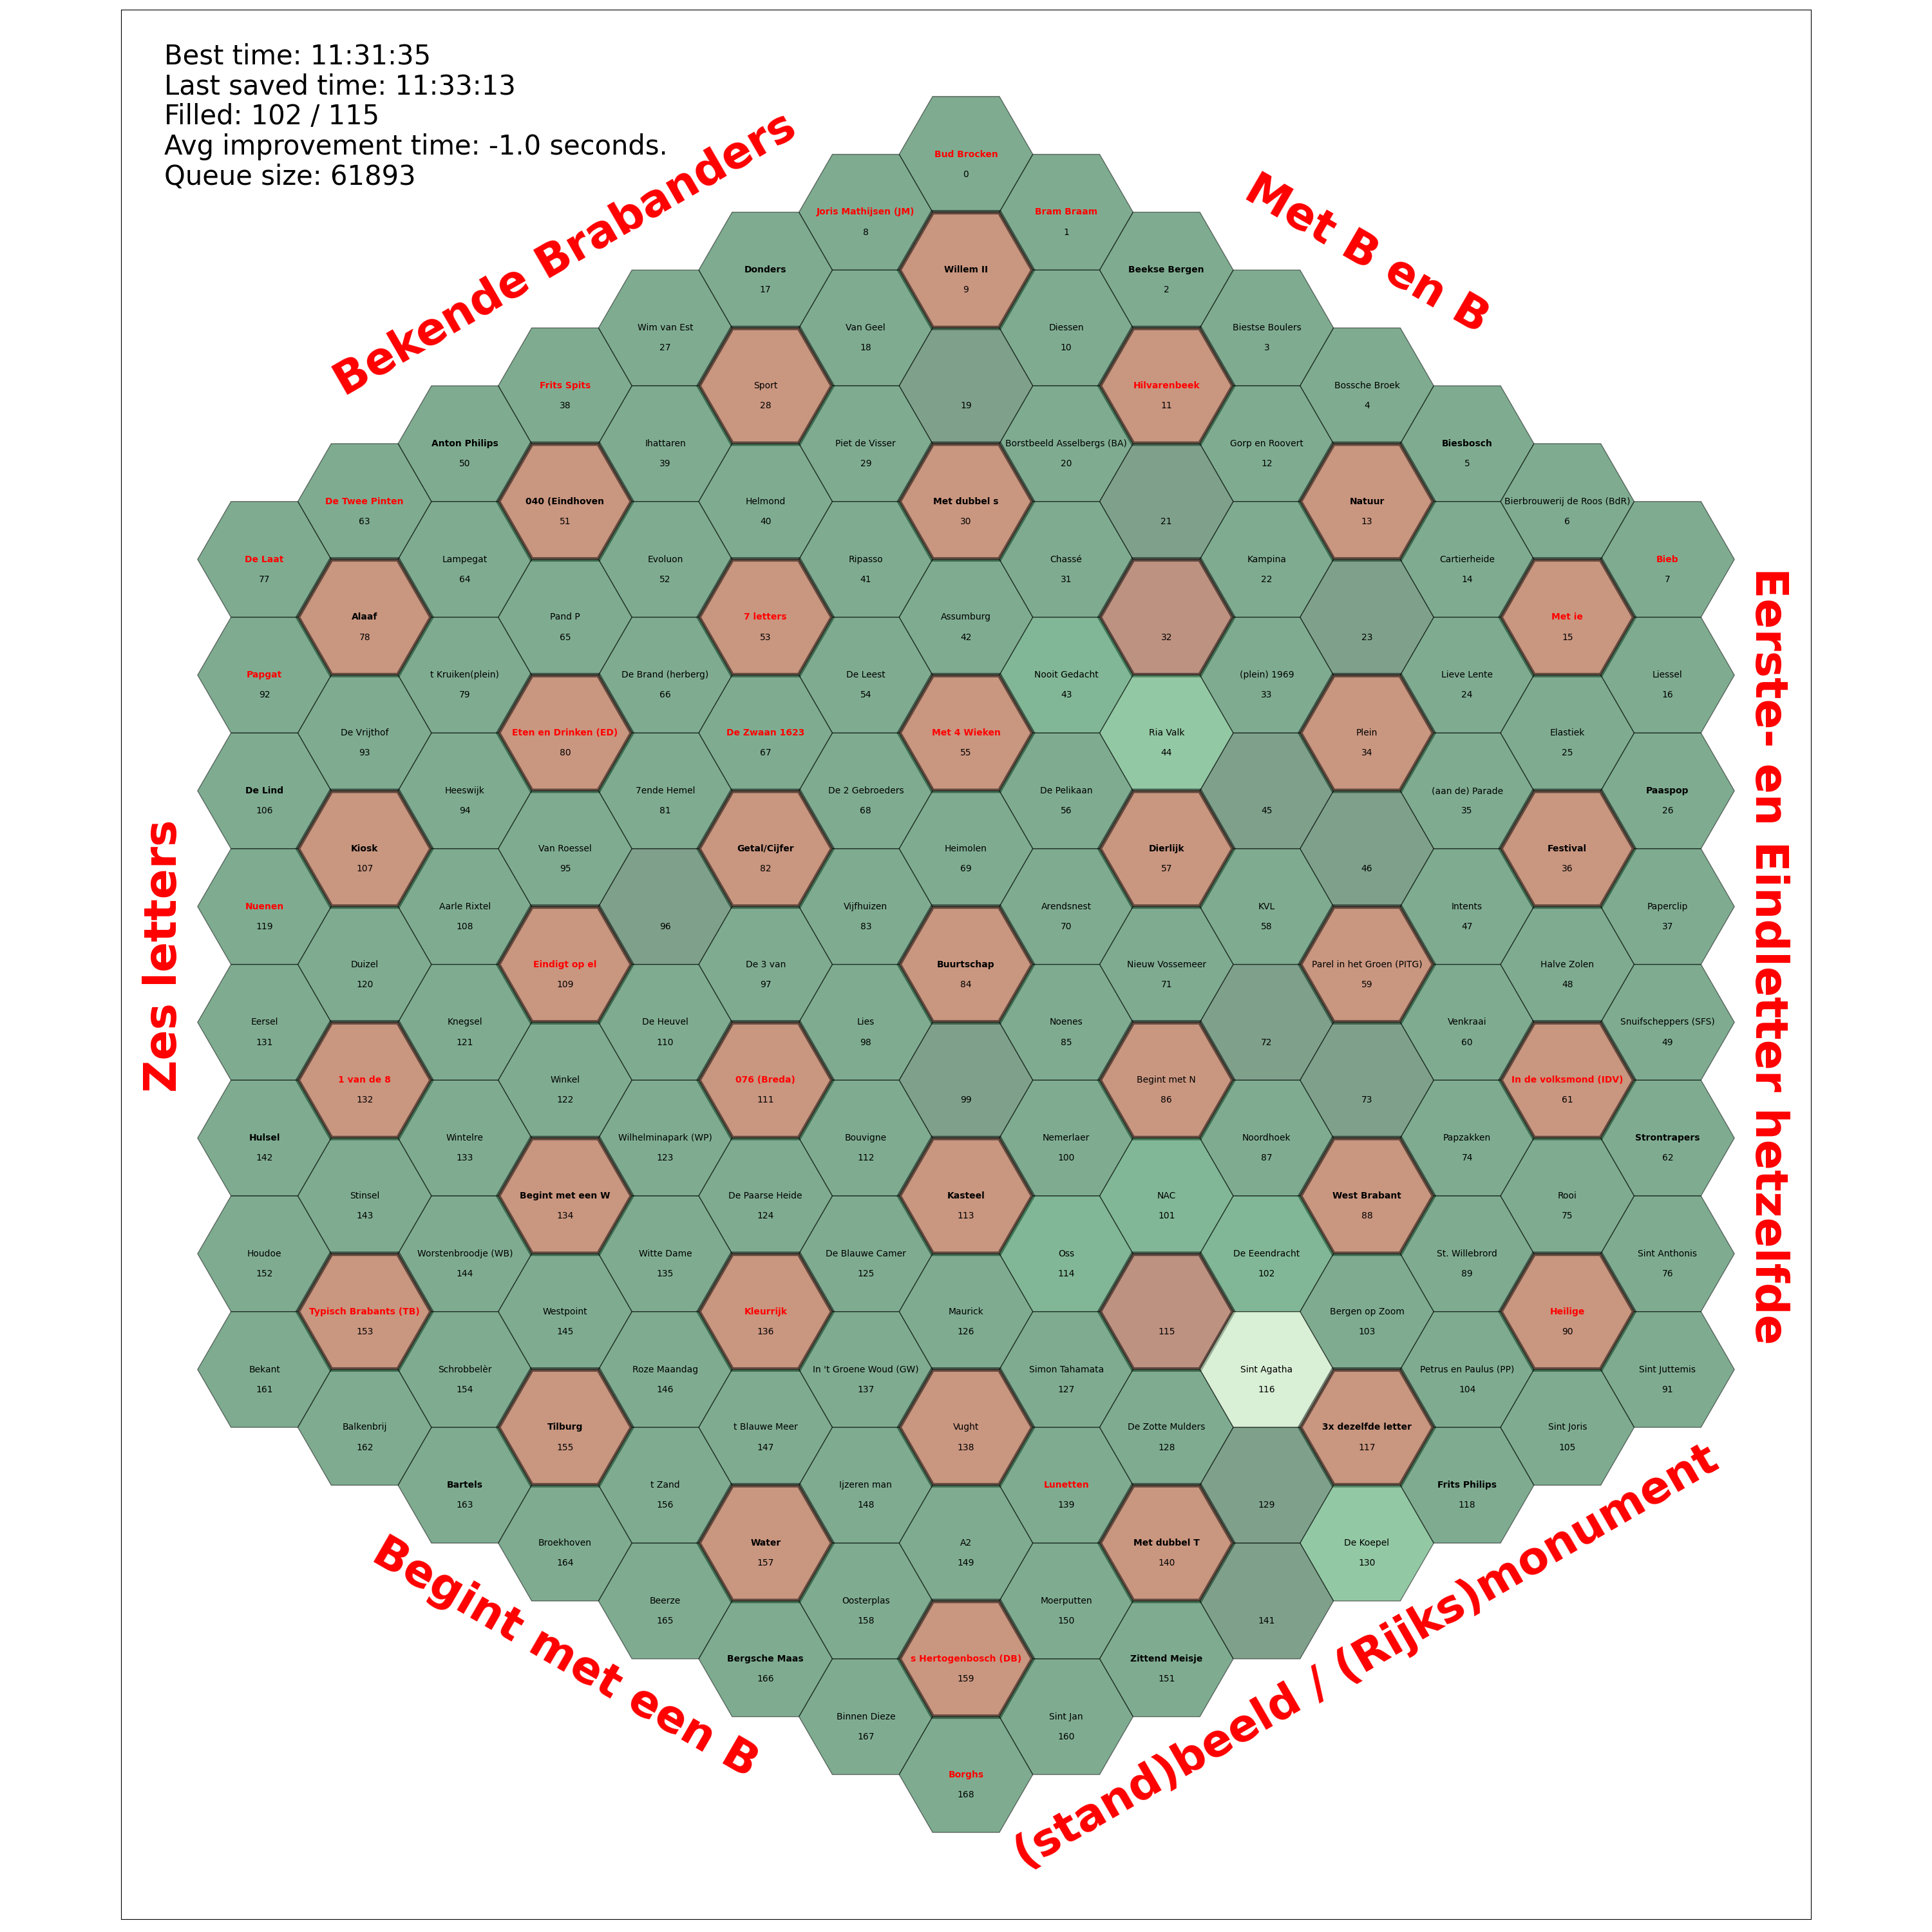 Best time: 11:31:35
Last saved time: 11:33:13
Filled: 102 / 115
Avg improvement time: -1.0 seconds.
Queue size: 61893
Bekende Brabanders
Met B en B
Eerste- en Eindletter hetzelfde
(stand)beeld / (Rijks)monument
Begint met een B
Zes letters
Bud Brocken
0
Bram Braam
1
Beekse Bergen
2
Biestse Boulers
3
Bossche Broek
4
Biesbosch
5
Bierbrouwerij de Roos (BdR)
6
Bieb
7
Joris Mathijsen (JM)
8
Willem II
9
Diessen
10
Hilvarenbeek
11
Gorp en Roovert
12
Natuur
13
Cartierheide
14
Met ie
15
Liessel
16
Donders
17
Van Geel
18
19
Borstbeeld Asselbergs (BA)
20
21
Kampina
22
23
Lieve Lente
24
Elastiek
25
Paaspop
26
Wim van Est
27
Sport
28
Piet de Visser
29
Met dubbel s
30
Chassé
31
32
(plein) 1969
33
Plein
34
(aan de) Parade
35
Festival
36
Paperclip
37
Frits Spits
38
Ihattaren
39
Helmond
40
Ripasso
41
Assumburg
42
Nooit Gedacht
43
Ria Valk
44
45
46
Intents
47
Halve Zolen
48
Snuifscheppers (SFS)
49
Anton Philips
50
040 (Eindhoven
51
Evoluon
52
7 letters
53
De Leest
54
Met 4 Wieken
55
De Pelikaan
56
Dierlijk
57
KVL
58
Parel in het Groen (PITG)
59
Venkraai
60
In de volksmond (IDV)
61
Strontrapers
62
De Twee Pinten
63
Lampegat
64
Pand P
65
De Brand (herberg)
66
De Zwaan 1623
67
De 2 Gebroeders
68
Heimolen
69
Arendsnest
70
Nieuw Vossemeer
71
72
73
Papzakken
74
Rooi
75
Sint Anthonis
76
De Laat
77
Alaaf
78
t Kruiken(plein)
79
Eten en Drinken (ED)
80
7ende Hemel
81
Getal/Cijfer
82
Vijfhuizen
83
Buurtschap
84
Noenes
85
Begint met N
86
Noordhoek
87
West Brabant
88
St. Willebrord
89
Heilige
90
Sint Juttemis
91
Papgat
92
De Vrijthof
93
Heeswijk
94
Van Roessel
95
96
De 3 van
97
Lies
98
99
Nemerlaer
100
NAC
101
De Eeendracht
102
Bergen op Zoom
103
Petrus en Paulus (PP)
104
Sint Joris
105
De Lind
106
Kiosk
107
Aarle Rixtel
108
Eindigt op el
109
De Heuvel
110
076 (Breda)
111
Bouvigne
112
Kasteel
113
Oss
114
115
Sint Agatha
116
3x dezelfde letter
117
Frits Philips
118
Nuenen
119
Duizel
120
Knegsel
121
Winkel
122
Wilhelminapark (WP)
123
De Paarse Heide
124
De Blauwe Camer
125
Maurick
126
Simon Tahamata
127
De Zotte Mulders
128
129
De Koepel
130
Eersel
131
1 van de 8
132
Wintelre
133
Begint met een W
134
Witte Dame
135
Kleurrijk
136
In 't Groene Woud (GW)
137
Vught
138
Lunetten
139
Met dubbel T
140
141
Hulsel
142
Stinsel
143
Worstenbroodje (WB)
144
Westpoint
145
Roze Maandag
146
t Blauwe Meer
147
Ijzeren man
148
A2
149
Moerputten
150
Zittend Meisje
151
Houdoe
152
Typisch Brabants (TB)
153
Schrobbelèr
154
Tilburg
155
t Zand
156
Water
157
Oosterplas
158
s Hertogenbosch (DB)
159
Sint Jan
160
Bekant
161
Balkenbrij
162
Bartels
163
Broekhoven
164
Beerze
165
Bergsche Maas
166
Binnen Dieze
167
Borghs
168